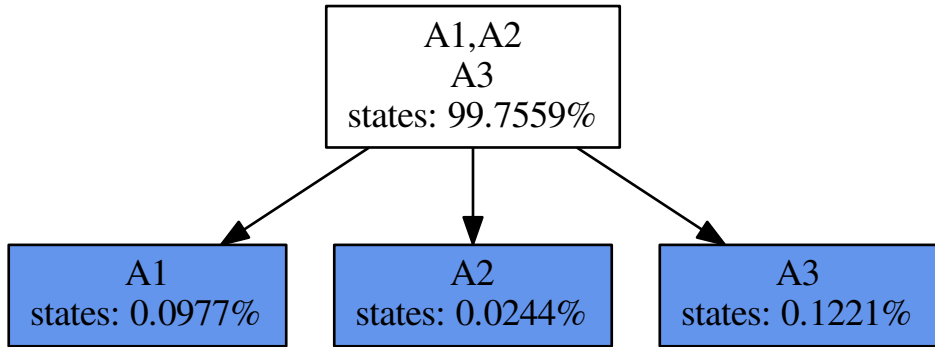 A1,A2
A3
states: 99.7559%
A1
states: 0.0977%
A2
states: 0.0244%
A3
states: 0.1221%